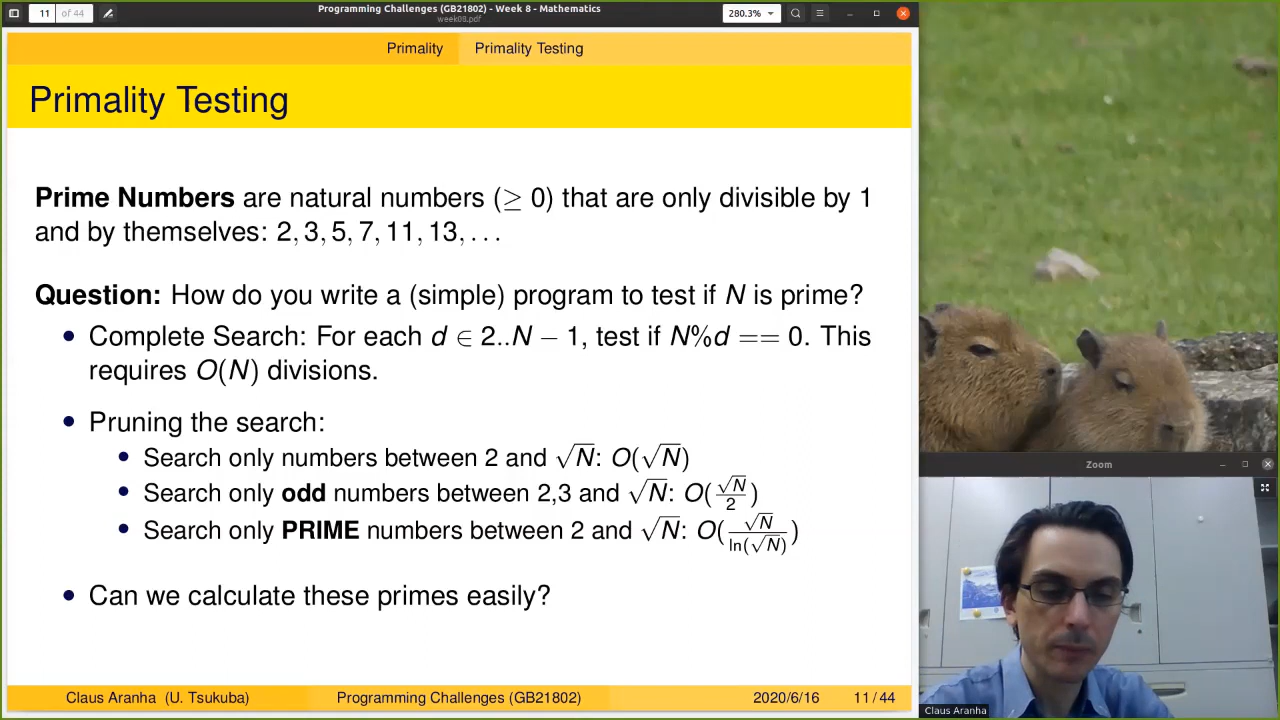 11 of 44
Programming Challenges (GB21802) - Week 8 - Mathematics
week08.pdf
280.3%
Primality Primality Testing
Primality Testing
Prime Numbers are natural numbers (≥ 0) that are only divisible by 1
and by themselves: 2, 3, 5, 7, 11, 13, . . .
Question: How do you write a (simple) program to test if N is prime?
• Complete Search: For each d ∈ 2..N − 1, test if N%d == 0. This
requires O(N) divisions.
• Pruning the search:
• Search only numbers between 2 and √N: O(√N)
• Search only odd numbers between 2,3 and √N: O(√N/2)
• Search only PRIME numbers between 2 and √N: O(√N/ln(√N))
• Can we calculate these primes easily?
Claus Aranha (U. Tsukuba) Programming Challenges (GB21802) 2020/6/16 11 / 44
Zoom
Claus Aranha